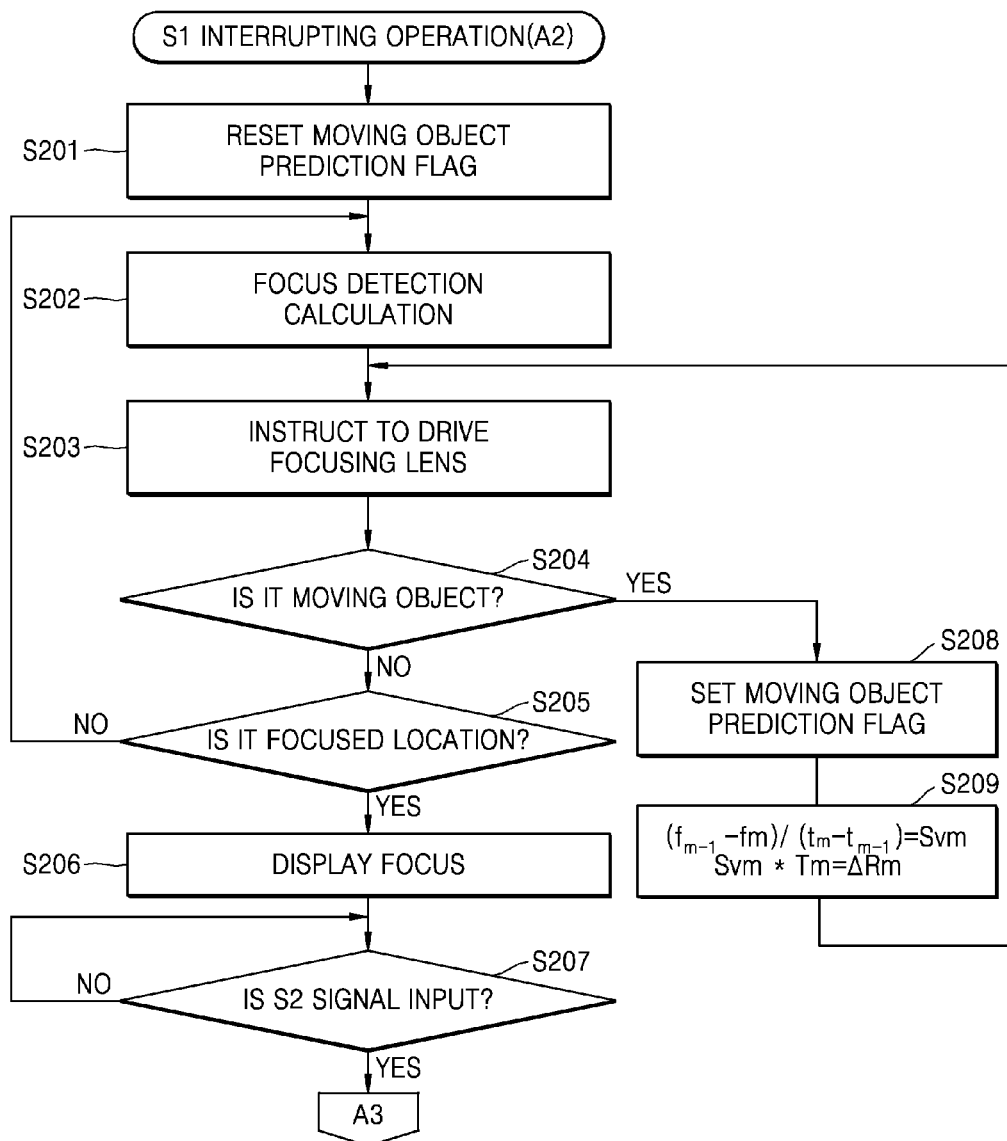 S1 INTERRUPTING OPERATION(A2)
S201
RESET MOVING OBJECT
PREDICTION FLAG
S202
FOCUS DETECTION
CALCULATION
S203
INSTRUCT TO DRIVE
FOCUSING LENS
S204
IS IT MOVING OBJECT?
YES
NO
S205
IS IT FOCUSED LOCATION?
NO
YES
S208
SET MOVING OBJECT
PREDICTION FLAG
S209
(fm-1 -fm)/ (tm-tm-1)=Svm
Svm * Tm=ΔRm
S206
DISPLAY FOCUS
S207
IS S2 SIGNAL INPUT?
NO
YES
A3